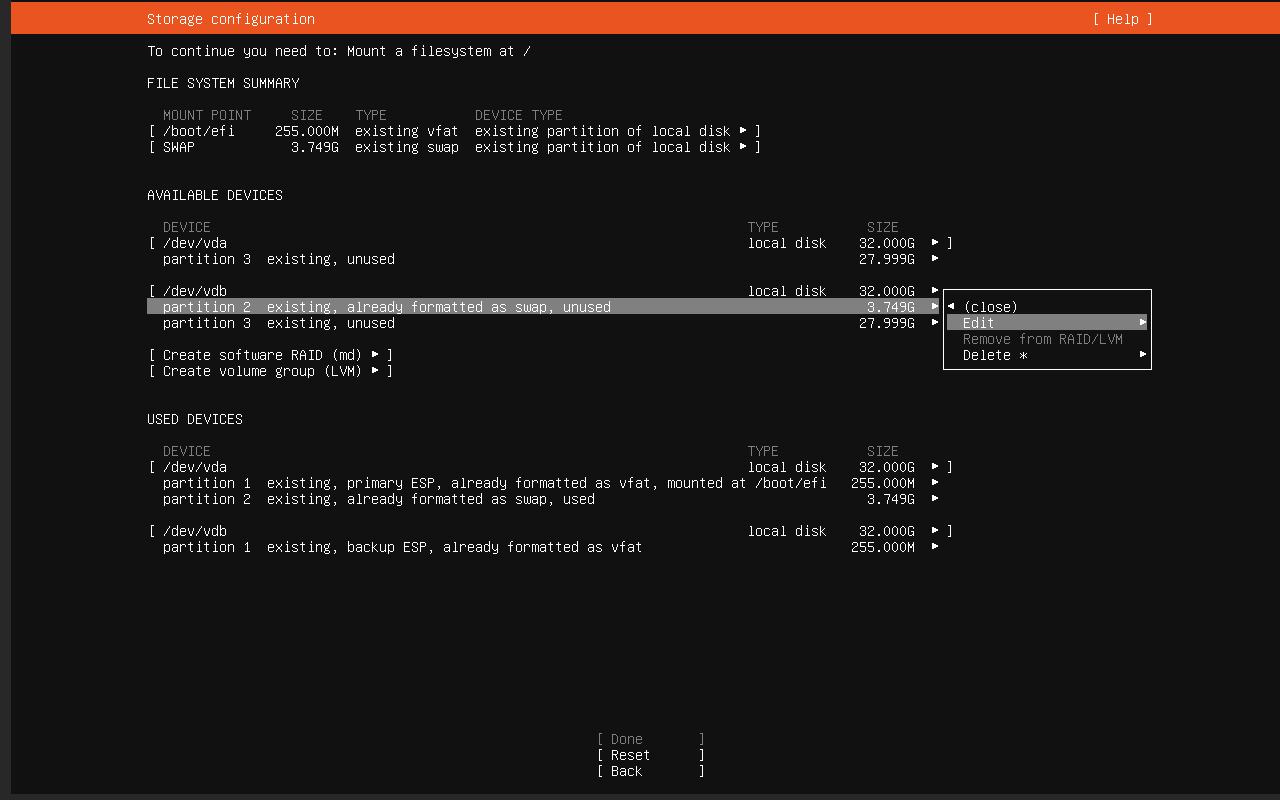 Storage configuration [ Help ]
To continue you need to: Mount a filesystem at /
FILE SYSTEM SUMMARY
MOUNT POINT SIZE TYPE DEVICE TYPE
[ /boot/efi 255.000M existing vfat existing partition of local disk ▸ ]
[ SWAP 3.749G existing swap existing partition of local disk ▸ ]
AVAILABLE DEVICES
DEVICE TYPE SIZE
[ /dev/vda local disk 32.000G ▸ ]
partition 3 existing, unused 27.999G ▸
[ /dev/vdb local disk 32.000G ▸
partition 2 existing, already formatted as swap, unused 3.749G ▸
partition 3 existing, unused 27.999G ▸
◂ (close)
Edit ▸
Remove from RAID/LVM
Delete * ▸
[ Create software RAID (md) ▸ ]
[ Create volume group (LVM) ▸ ]
USED DEVICES
DEVICE TYPE SIZE
[ /dev/vda local disk 32.000G ▸ ]
partition 1 existing, primary ESP, already formatted as vfat, mounted at /boot/efi 255.000M ▸
partition 2 existing, already formatted as swap, used 3.749G ▸
[ /dev/vdb local disk 32.000G ▸ ]
partition 1 existing, backup ESP, already formatted as vfat 255.000M ▸
[ Done ]
[ Reset ]
[ Back ]